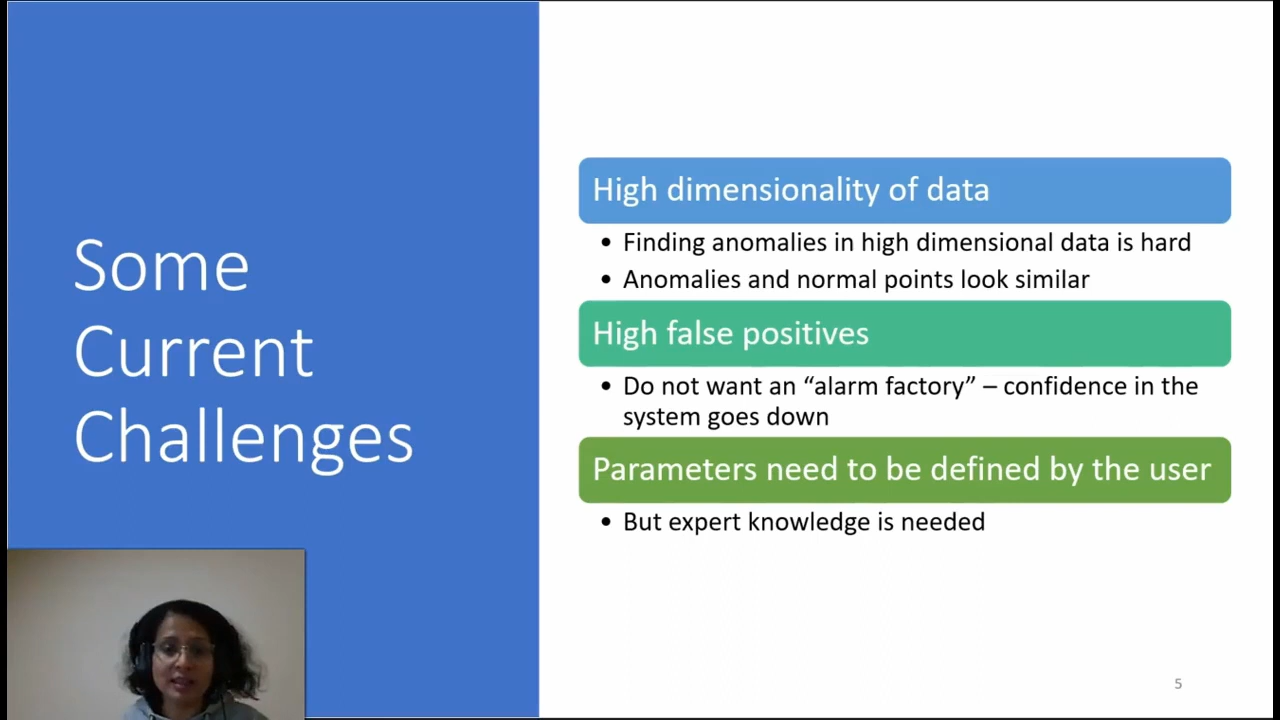 Some
Current
Challenges
High dimensionality of data
• Finding anomalies in high dimensional data is hard
• Anomalies and normal points look similar
High false positives
• Do not want an “alarm factory” – confidence in the
system goes down
Parameters need to be defined by the user
• But expert knowledge is needed
5